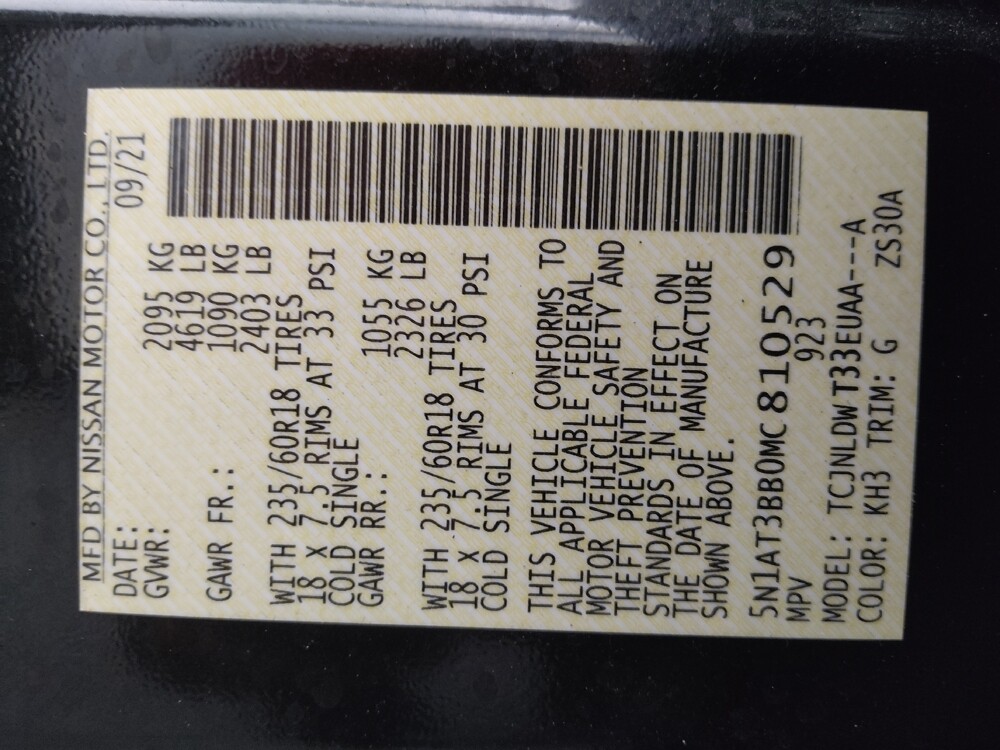 MFD BY NISSAN MOTOR CO., LTD.
DATE: 09/21
GVWR: 2095 KG
4619 LB
GAWR FR.: 1090 KG
2403 LB
WITH 235/60R18 TIRES
18 X 7.5 RIMS AT 33 PSI
COLD SINGLE
GAWR RR.: 1055 KG
2326 LB
WITH 235/60R18 TIRES
18 X 7.5 RIMS AT 30 PSI
COLD SINGLE
THIS VEHICLE CONFORMS TO
ALL APPLICABLE FEDERAL
MOTOR VEHICLE SAFETY AND
THEFT PREVENTION
STANDARDS IN EFFECT ON
THE DATE OF MANUFACTURE
SHOWN ABOVE.
5N1AT3BB0MC810529
MPV 923
MODEL: TCJNLDWT33EUAA---A
COLOR: KH3 TRIM: G ZS30A